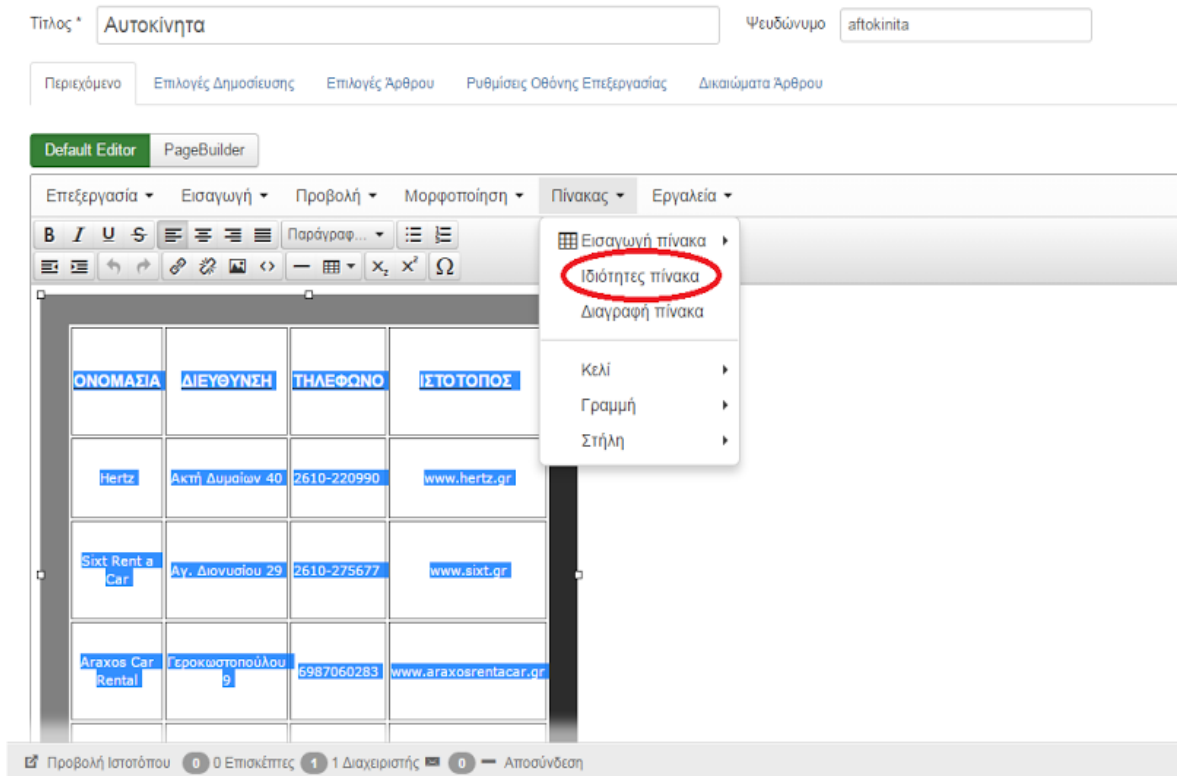 Τίτλος * Αυτοκίνητα Ψευδώνυμο aftokinita
Περιεχόμενο Επιλογές Δημοσίευσης Επιλογές Άρθρου Ρυθμίσεις Οθόνης Επεξεργασίας Δικαιώματα Άρθρου
Default Editor PageBuilder
Επεξεργασία Εισαγωγή Προβολή Μορφοποίηση Πίνακας Εργαλεία
B I U S Παράγραφ...
x₂ x² Ω
Εισαγωγή πίνακα
Ιδιότητες πίνακα
Διαγραφή πίνακα
Κελί
Γραμμή
Στήλη
ΟΝΟΜΑΣΙΑ ΔΙΕΥΘΥΝΣΗ ΤΗΛΕΦΩΝΟ ΙΣΤΟΤΟΠΟΣ
Hertz Ακτή Δυμαίων 40 2610-220990 www.hertz.gr
Sixt Rent a
Car Αγ. Διονυσίου 29 2610-275677 www.sixt.gr
Araxos Car
Rental Γεροκωστοπούλου
9 6987060283 www.araxosrentacar.gr
Προβολή Ιστοτόπου 0 0 Επισκέπτες 1 1 Διαχειριστής 0 Αποσύνδεση